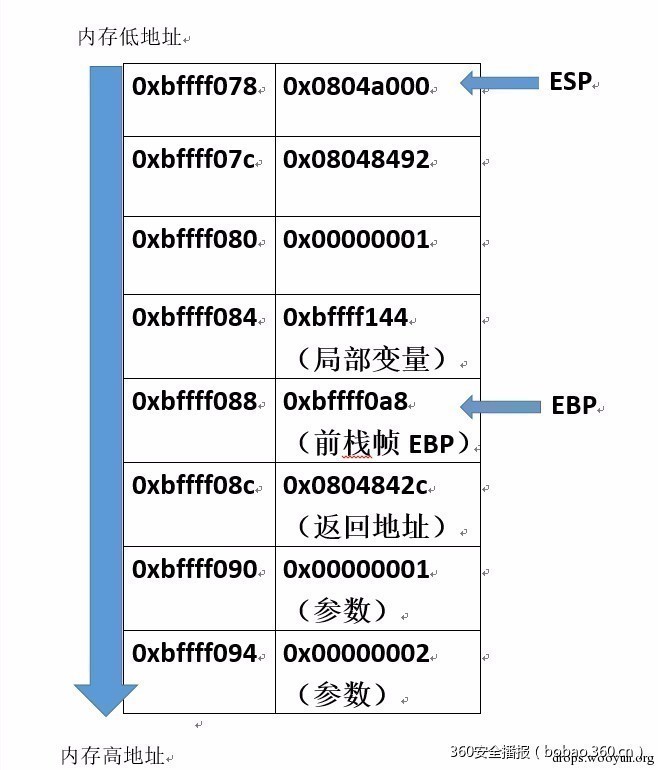 内存低地址
0xbffff078 0x0804a000 ESP
0xbffff07c 0x08048492
0xbffff080 0x00000001
0xbffff084 0xbffff144
（局部变量）
0xbffff088 0xbffff0a8 EBP
（前栈帧 EBP）
0xbffff08c 0x0804842c
（返回地址）
0xbffff090 0x00000001
（参数）
0xbffff094 0x00000002
（参数）
内存高地址
360安全播报（bobao.360.cn）
drops.wooyun.org